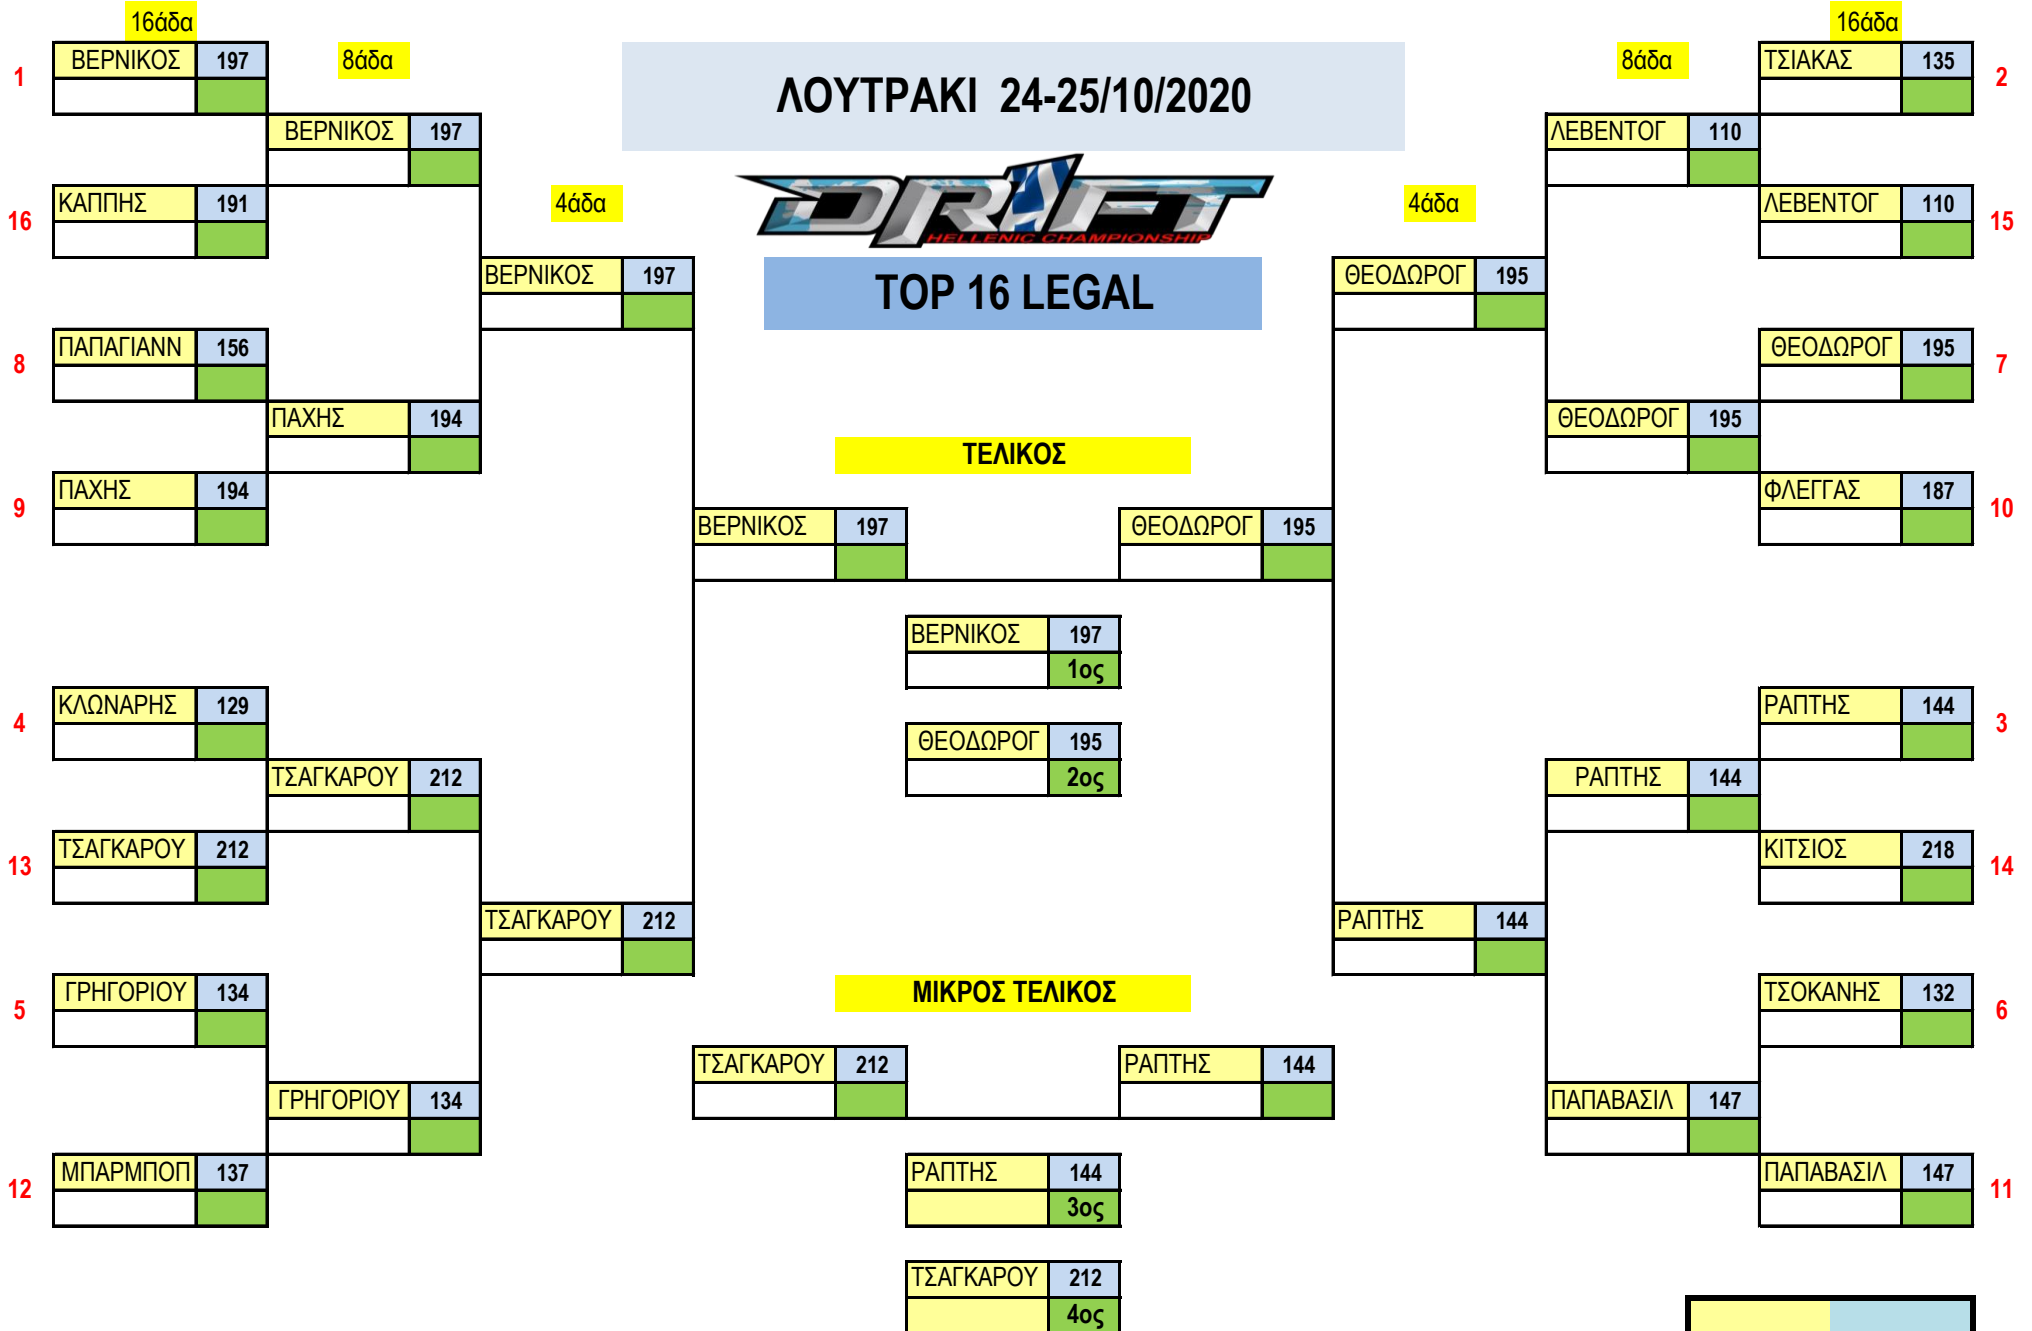 16άδα 16άδα
1 ΒΕΡΝΙΚΟΣ 197 8άδα ΛΟΥΤΡΑΚΙ 24-25/10/2020 8άδα ΤΣΙΑΚΑΣ 135 2
ΒΕΡΝΙΚΟΣ 197 ΛΕΒΕΝΤΟΓ 110
DRIFT
HELLENIC CHAMPIONSHIP
16 ΚΑΠΠΗΣ 191 4άδα 4άδα ΛΕΒΕΝΤΟΓ 110 15
ΒΕΡΝΙΚΟΣ 197 TOP 16 LEGAL ΘΕΟΔΩΡΟΓ 195
8 ΠΑΠΑΓΙΑΝΝ 156 ΘΕΟΔΩΡΟΓ 195 7
ΠΑΧΗΣ 194 ΘΕΟΔΩΡΟΓ 195
ΤΕΛΙΚΟΣ
9 ΠΑΧΗΣ 194 ΦΛΕΓΓΑΣ 187 10
ΒΕΡΝΙΚΟΣ 197 ΘΕΟΔΩΡΟΓ 195
ΒΕΡΝΙΚΟΣ 197
1ος
4 ΚΛΩΝΑΡΗΣ 129 ΡΑΠΤΗΣ 144 3
ΘΕΟΔΩΡΟΓ 195
2ος
ΤΣΑΓΚΑΡΟΥ 212 ΡΑΠΤΗΣ 144
13 ΤΣΑΓΚΑΡΟΥ 212 ΚΙΤΣΙΟΣ 218 14
ΤΣΑΓΚΑΡΟΥ 212 ΡΑΠΤΗΣ 144
5 ΓΡΗΓΟΡΙΟΥ 134 ΜΙΚΡΟΣ ΤΕΛΙΚΟΣ ΤΣΟΚΑΝΗΣ 132 6
ΤΣΑΓΚΑΡΟΥ 212 ΡΑΠΤΗΣ 144
ΓΡΗΓΟΡΙΟΥ 134 ΠΑΠΑΒΑΣΙΛ 147
12 ΜΠΑΡΜΠΟΠ 137 ΡΑΠΤΗΣ 144 ΠΑΠΑΒΑΣΙΛ 147 11
3ος
ΤΣΑΓΚΑΡΟΥ 212
4ος